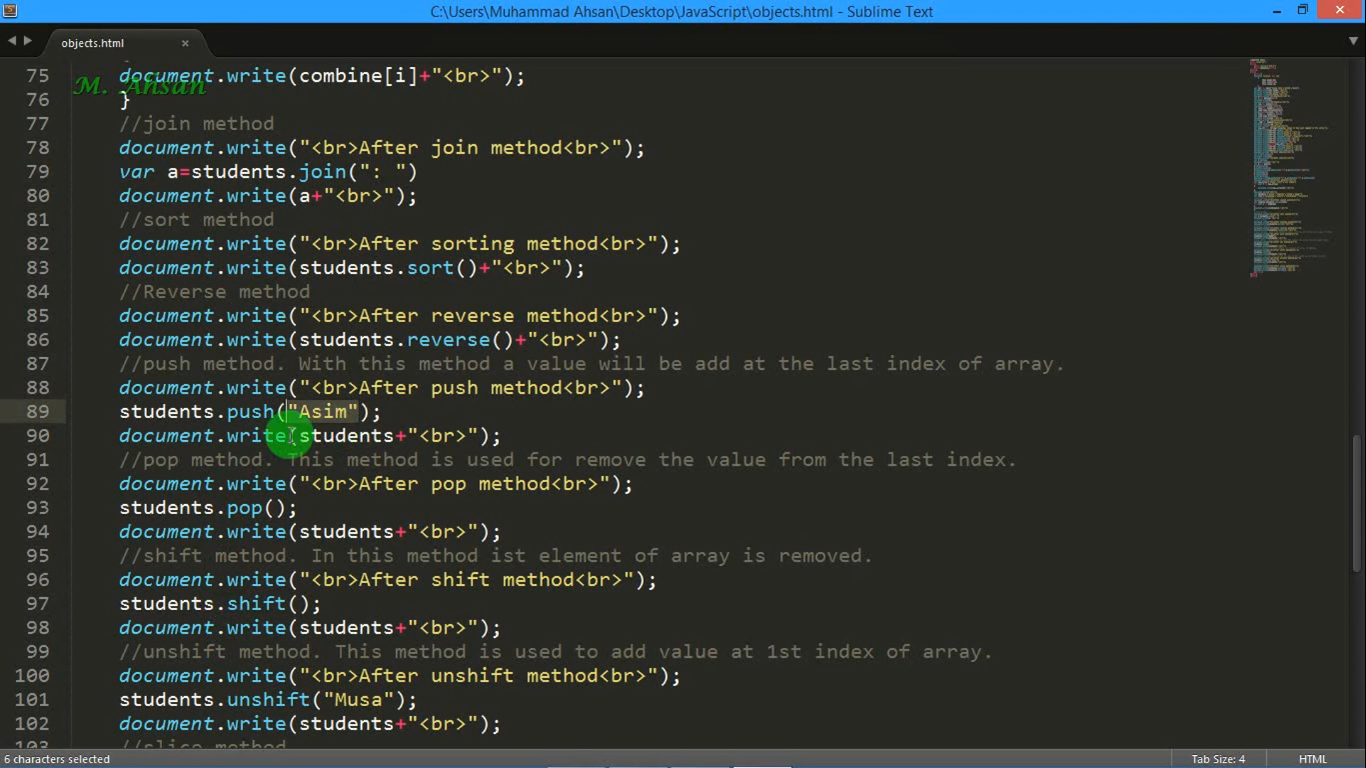 C:\Users\Muhammad Ahsan\Desktop\JavaScript\objects.html - Sublime Text
objects.html
M. Ahsan
75 document.write(combine[i]+"<br>");
76 }
77 //join method
78 document.write("<br>After join method<br>");
79 var a=students.join(": ")
80 document.write(a+"<br>");
81 //sort method
82 document.write("<br>After sorting method<br>");
83 document.write(students.sort()+"<br>");
84 //Reverse method
85 document.write("<br>After reverse method<br>");
86 document.write(students.reverse()+"<br>");
87 //push method. With this method a value will be add at the last index of array.
88 document.write("<br>After push method<br>");
89 students.push("Asim");
90 document.write(students+"<br>");
91 //pop method. This method is used for remove the value from the last index.
92 document.write("<br>After pop method<br>");
93 students.pop();
94 document.write(students+"<br>");
95 //shift method. In this method ist element of array is removed.
96 document.write("<br>After shift method<br>");
97 students.shift();
98 document.write(students+"<br>");
99 //unshift method. This method is used to add value at 1st index of array.
100 document.write("<br>After unshift method<br>");
101 students.unshift("Musa");
102 document.write(students+"<br>");
103 //slice method
6 characters selected
Tab Size: 4
HTML